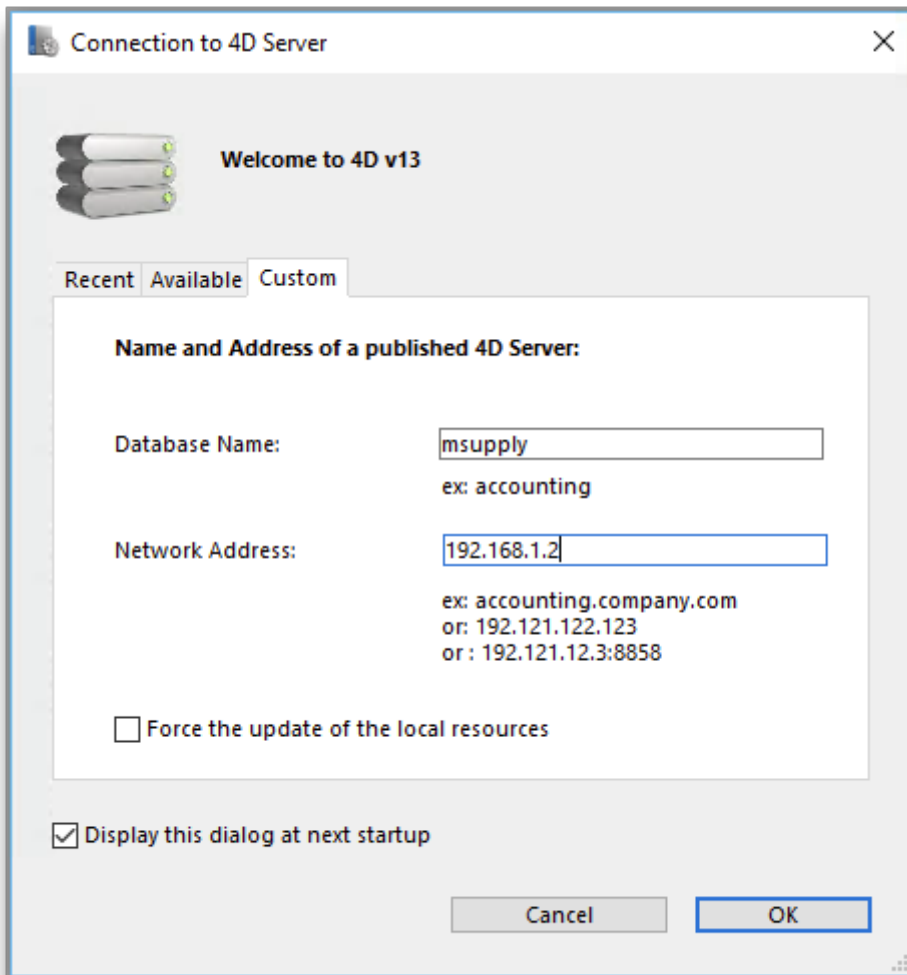 Connection to 4D Server
Welcome to 4D v13
Recent Available Custom
Name and Address of a published 4D Server:
Database Name: msupply
ex: accounting
Network Address: 192.168.1.2
ex: accounting.company.com
or: 192.121.122.123
or : 192.121.12.3:8858
Force the update of the local resources
Display this dialog at next startup
Cancel OK